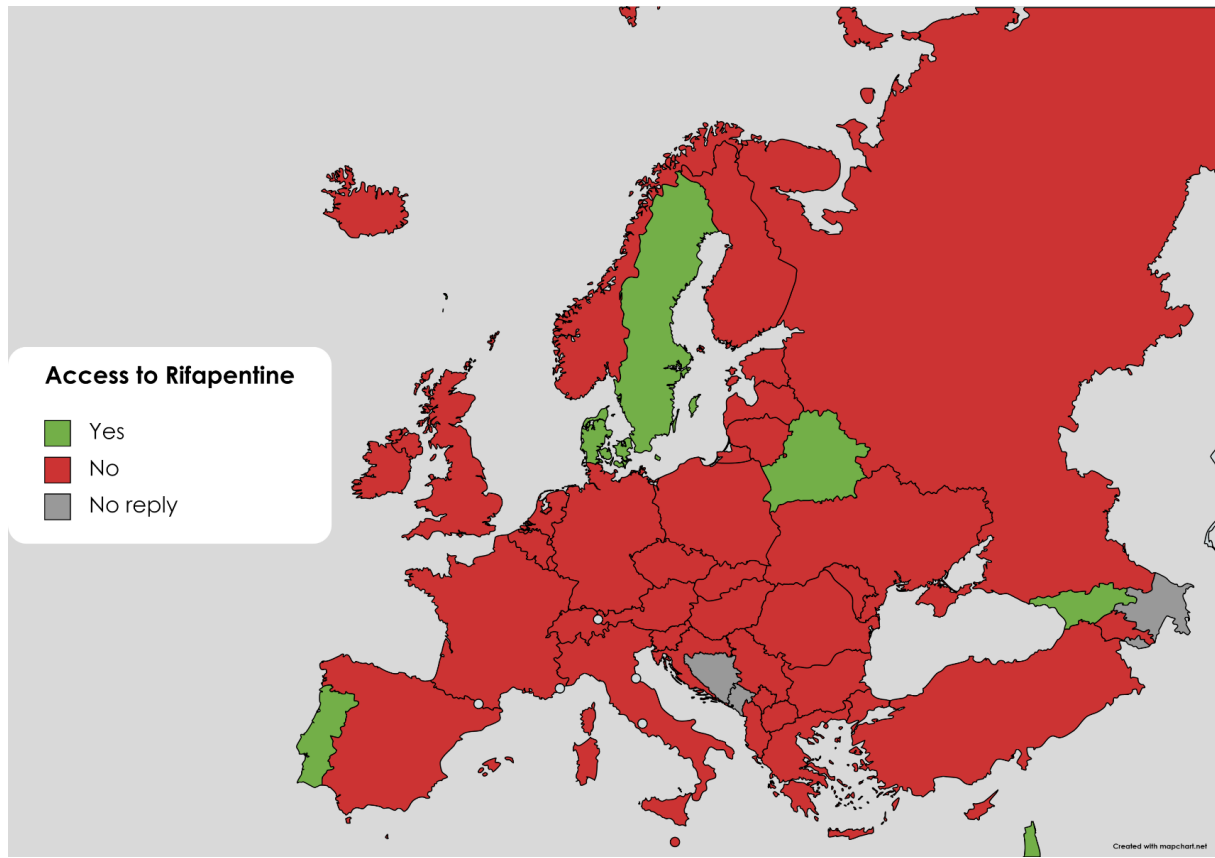 Access to Rifapentine
Yes
No
No reply
Created with mapchart.net